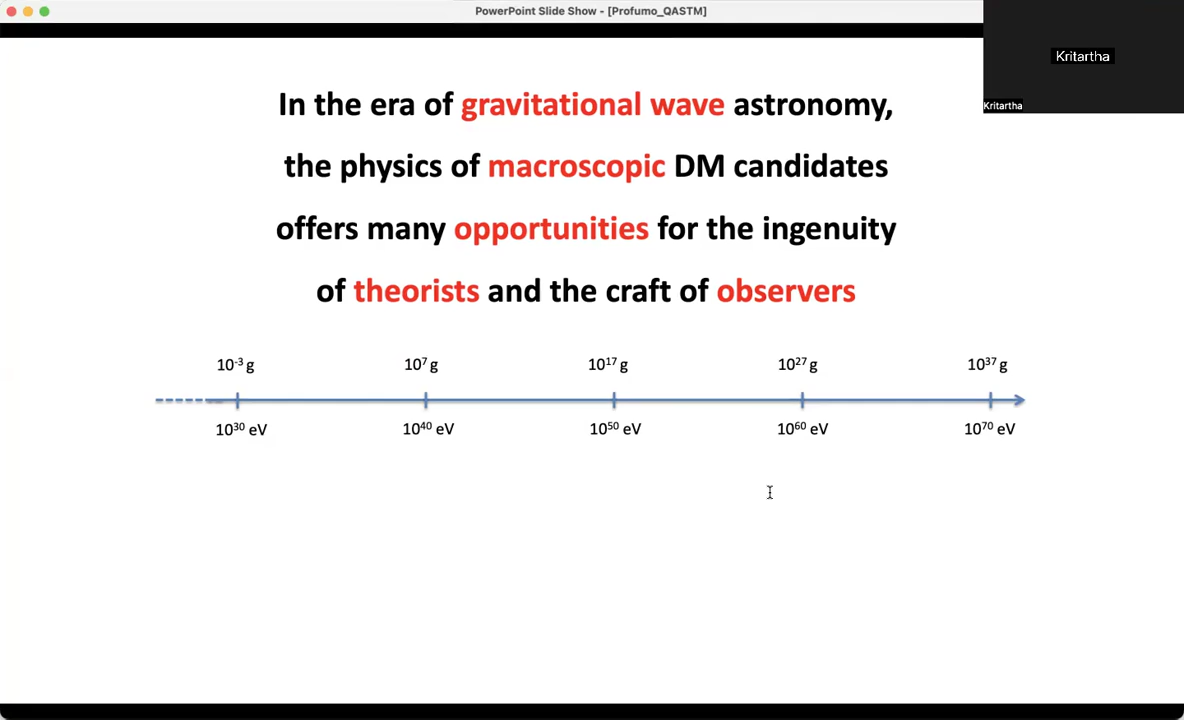 PowerPoint Slide Show - [Profumo_QASTM]
Kritartha
Kritartha
In the era of gravitational wave astronomy,
the physics of macroscopic DM candidates
offers many opportunities for the ingenuity
of theorists and the craft of observers
10⁻³ g 10⁷ g 10¹⁷ g 10²⁷ g 10³⁷ g
10³⁰ eV 10⁴⁰ eV 10⁵⁰ eV 10⁶⁰ eV 10⁷⁰ eV